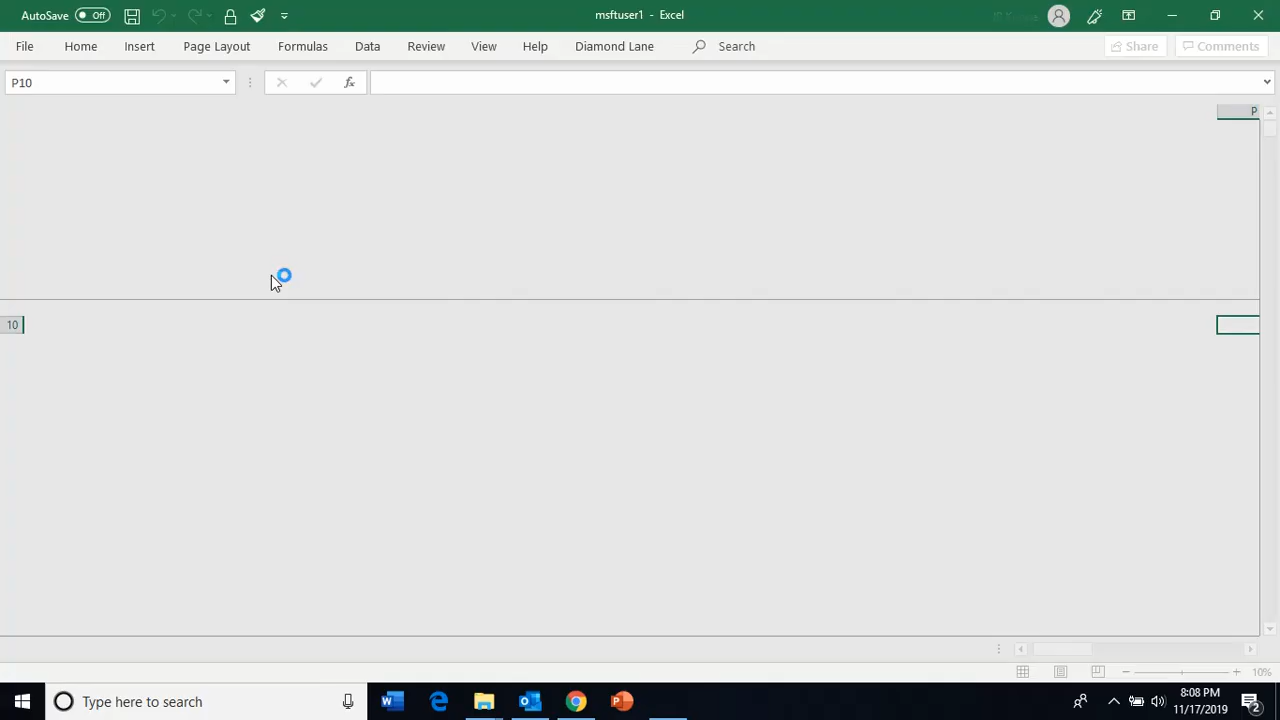 AutoSave Off msftuser1 - Excel
File Home Insert Page Layout Formulas Data Review View Help Diamond Lane Search Share Comments
P10 fx
P
10
10%
Type here to search
8:08 PM
11/17/2019
2